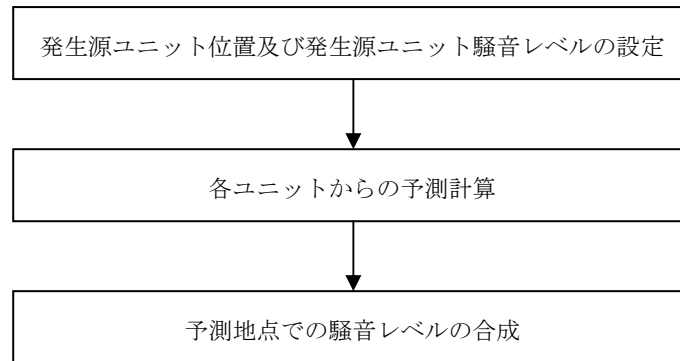 発生源ユニット位置及び発生源ユニット騒音レベルの設定
各ユニットからの予測計算
予測地点での騒音レベルの合成